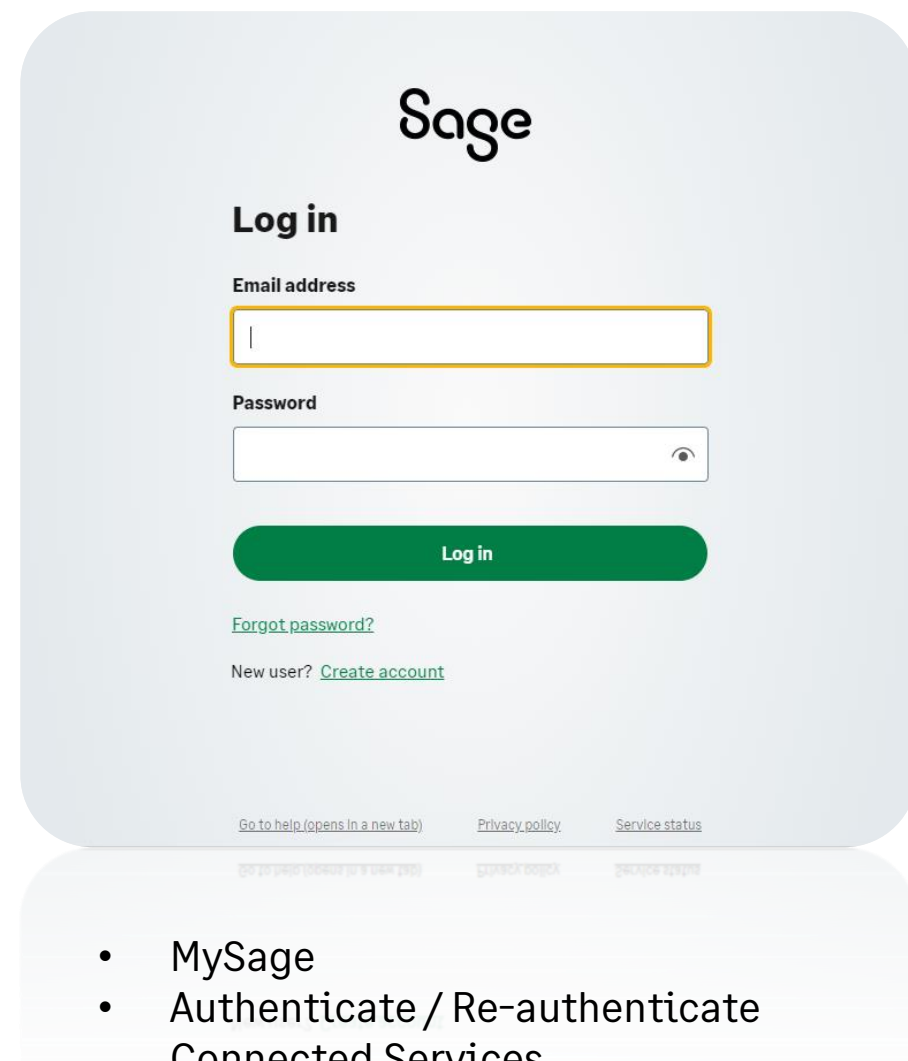 Sage
Log in
Email address
Password
Log in
Forgot password?
New user? Create account
Go to help (opens in a new tab) Privacy policy Service status
• MySage
• Authenticate / Re-authenticate
Connected Services